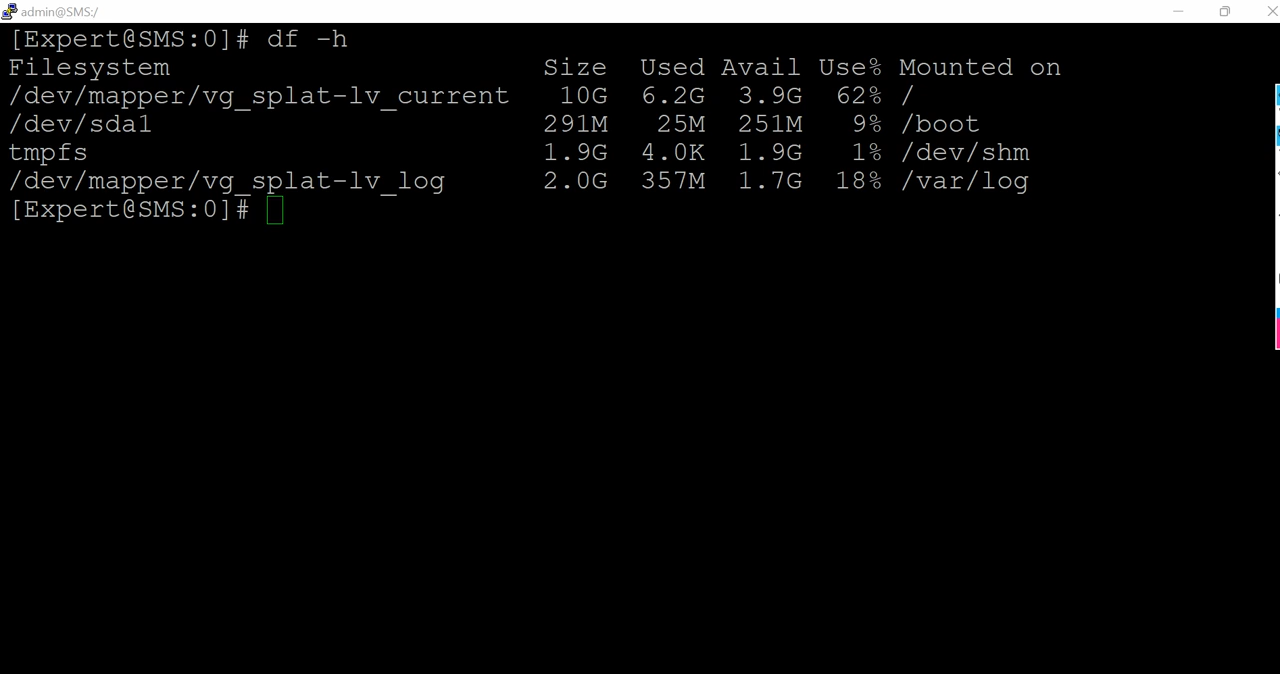 admin@SMS:/
[Expert@SMS:0]# df -h
Filesystem Size Used Avail Use% Mounted on
/dev/mapper/vg_splat-lv_current 10G 6.2G 3.9G 62% /
/dev/sda1 291M 25M 251M 9% /boot
tmpfs 1.9G 4.0K 1.9G 1% /dev/shm
/dev/mapper/vg_splat-lv_log 2.0G 357M 1.7G 18% /var/log
[Expert@SMS:0]#